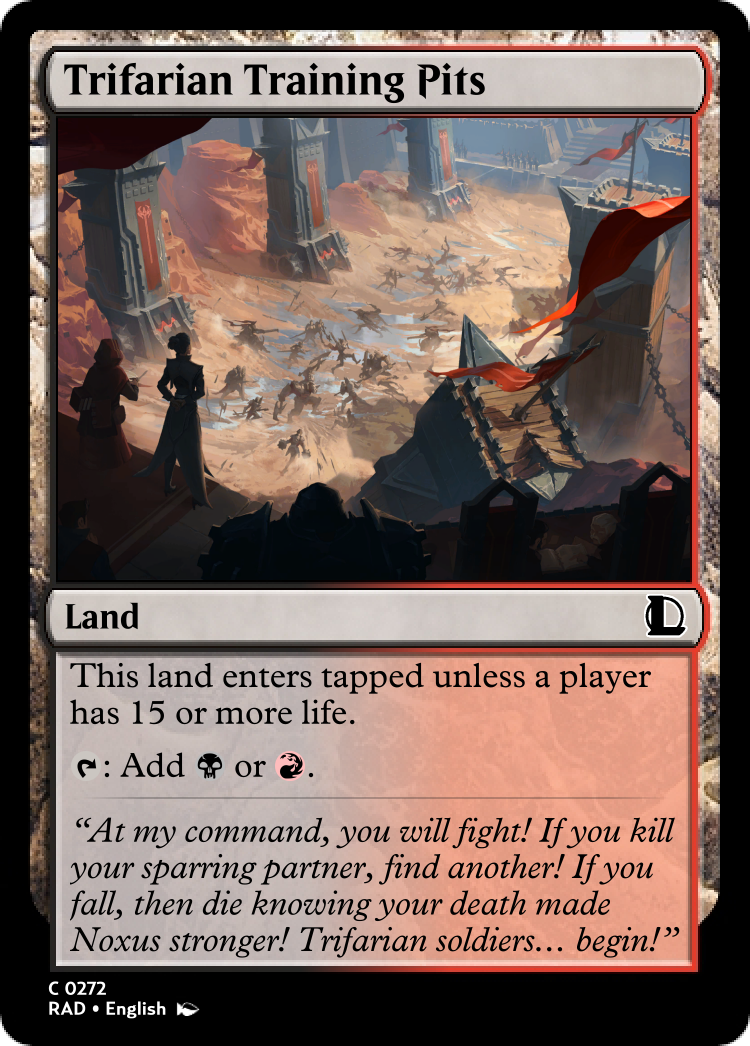 Trifarian Training Pits
Land
This land enters tapped unless a player
has 15 or more life.
: Add or .
“At my command, you will fight! If you kill
your sparring partner, find another! If you
fall, then die knowing your death made
Noxus stronger! Trifarian soldiers… begin!”
C 0272
RAD • English